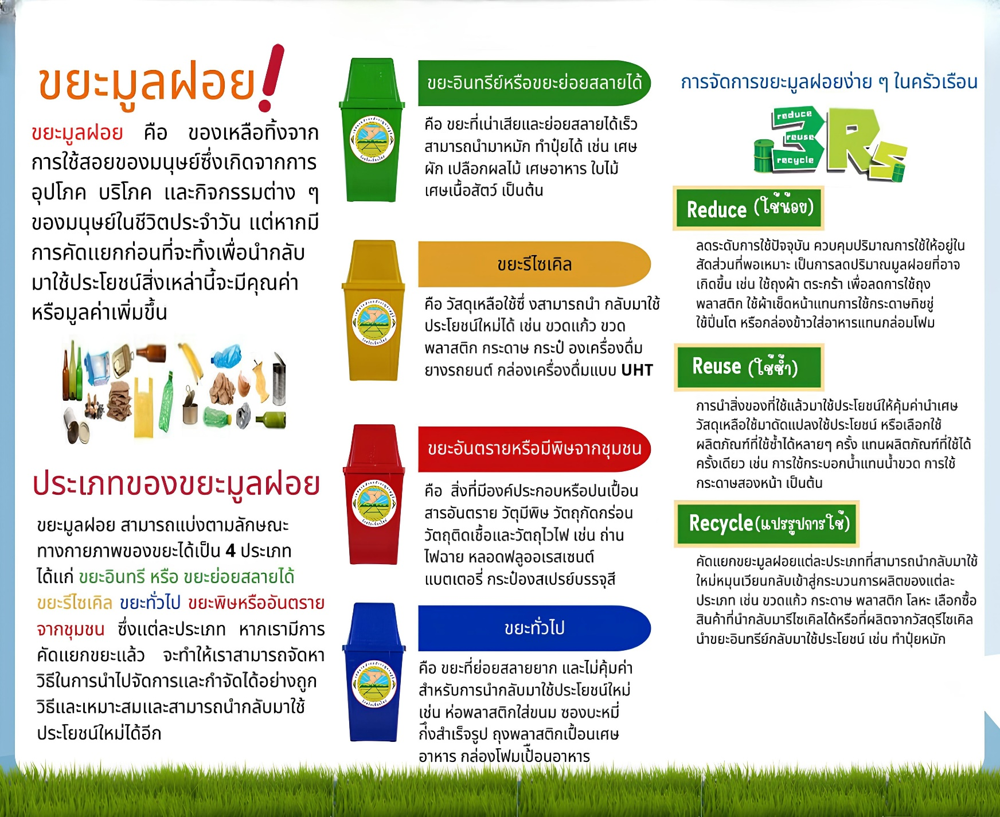 ขยะมูลฝอย!
ขยะมูลฝอย คือ ของเหลือทิ้งจาก
การใช้สอยของมนุษย์ซึ่งเกิดจากการ
อุปโภค บริโภค และกิจกรรมต่าง ๆ
ของมนุษย์ในชีวิตประจำวัน แต่หากมี
การคัดแยกก่อนที่จะทิ้งเพื่อนำกลับ
มาใช้ประโยชน์สิ่งเหล่านี้จะมีคุณค่า
หรือมูลค่าเพิ่มขึ้น
ประเภทของขยะมูลฝอย
ขยะมูลฝอย สามารถแบ่งตามลักษณะ
ทางกายภาพของขยะได้เป็น 4 ประเภท
ได้แก่ ขยะอินทรี หรือ ขยะย่อยสลายได้
ขยะรีไซเคิล ขยะทั่วไป ขยะพิษหรืออันตราย
จากชุมชน ซึ่งแต่ละประเภท หากเรามีการ
คัดแยกขยะแล้ว จะทำให้เราสามารถจัดหา
วิธีในการนำไปจัดการและกำจัดได้อย่างถูก
วิธีและเหมาะสมและสามารถนำกลับมาใช้
ประโยชน์ใหม่ได้อีก
ขยะอินทรีย์หรือขยะย่อยสลายได้
คือ ขยะที่เน่าเสียและย่อยสลายได้เร็ว
สามารถนำมาหมัก ทำปุ๋ยได้ เช่น เศษ
ผัก เปลือกผลไม้ เศษอาหาร ใบไม้
เศษเนื้อสัตว์ เป็นต้น
ขยะรีไซเคิล
คือ วัสดุเหลือใช้ซึ่ งสามารถนำ กลับมาใช้
ประโยชน์ใหม่ได้ เช่น ขวดแก้ว ขวด
พลาสติก กระดาษ กระป๋ องเครื่องดื่ม
ยางรถยนต์ กล่องเครื่องดื่มแบบ UHT
ขยะอันตรายหรือมีพิษจากชุมชน
คือ สิ่งที่มีองค์ประกอบหรือปนเปื้อน
สารอันตราย วัตุมีพิษ วัตถุกัดกร่อน
วัตถุติดเชื้อและวัตถุไวไฟ เช่น ถ่าน
ไฟฉาย หลอดฟลูออเรสเซนต์
แบตเตอรี่ กระป๋องสเปรย์บรรจุสี
ขยะทั่วไป
คือ ขยะที่ย่อยสลายยาก และไม่คุ้มค่า
สำหรับการนำกลับมาใช้ประโยชน์ใหม่
เช่น ห่อพลาสติกใส่ขนม ซองบะหมี่
กึ่งสำเร็จรูป ถุงพลาสติกเปื้อนเศษ
อาหาร กล่องโฟมเปื้อนอาหาร
การจัดการขยะมูลฝอยง่าย ๆ ในครัวเรือน
reduce
reuse
recycle
3Rs
Reduce (ใช้น้อย)
ลดระดับการใช้ปัจจุบัน ควบคุมปริมาณการใช้ให้อยู่ใน
สัดส่วนที่พอเหมาะ เป็นการลดปริมาณมูลฝอยที่อาจ
เกิดขึ้น เช่น ใช้ถุงผ้า ตระกร้า เพื่อลดการใช้ถุง
พลาสติก ใช้ผ้าเช็ดหน้าแทนการใช้กระดาษทิชชู่
ใช้ปิ่นโต หรือกล่องข้าวใส่อาหารแทนกล่อมโฟม
Reuse (ใช้ซ้ำ)
การนำสิ่งของที่ใช้แล้วมาใช้ประโยชน์ให้คุ้มค่านำเศษ
วัสดุเหลือใช้มาดัดแปลงใช้ประโยชน์ หรือเลือกใช้
ผลิตภัณฑ์ที่ใช้ซ้ำได้หลายๆ ครั้ง แทนผลิตภัณฑ์ที่ใช้ได้
ครั้งเดียว เช่น การใช้กระบอกน้ำแทนน้ำขวด การใช้
กระดาษสองหน้า เป็นต้น
Recycle(แปรรูปการใช้)
คัดแยกขยะมูลฝอยแต่ละประเภทที่สามารถนำกลับมาใช้
ใหม่หมุนเวียนกลับเข้าสู่กระบวนการผลิตของแต่ละ
ประเภท เช่น ขวดแก้ว กระดาษ พลาสติก โลหะ เลือกซื้อ
สินค้าที่นำกลับมารีไซเคิลได้หรือที่ผลิตจากวัสดุรีไซเคิล
นำขยะอินทรีย์กลับมาใช้ประโยชน์ เช่น ทำปุ๋ยหมัก